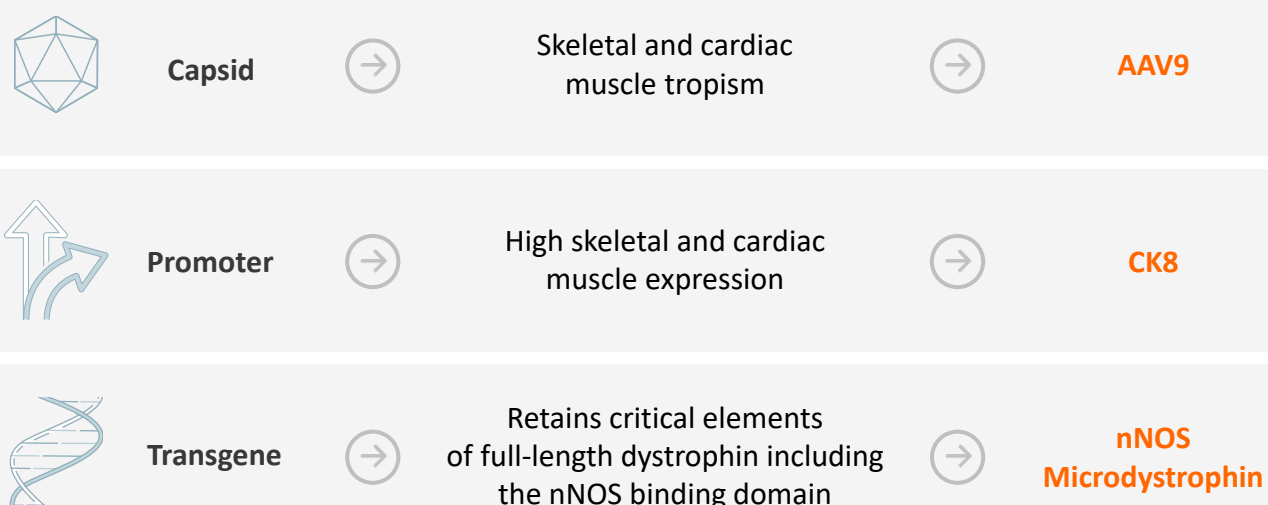 Capsid
Skeletal and cardiac
muscle tropism
AAV9
Promoter
High skeletal and cardiac
muscle expression
CK8
Transgene
Retains critical elements
of full-length dystrophin including
the nNOS binding domain
nNOS
Microdystrophin